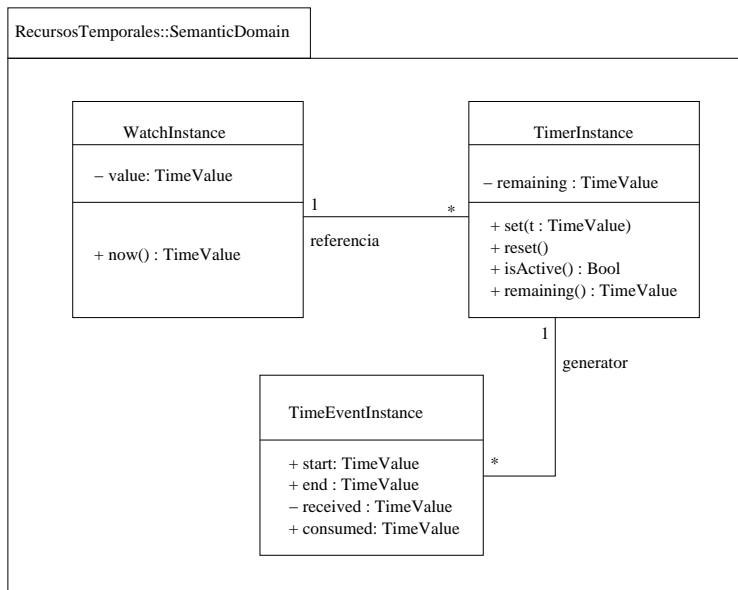 RecursosTemporales::SemanticDomain
WatchInstance
− value: TimeValue
+ now() : TimeValue
1
*
referencia
TimerInstance
− remaining : TimeValue
+ set(t : TimeValue)
+ reset()
+ isActive() : Bool
+ remaining() : TimeValue
1
generator
*
TimeEventInstance
+ start: TimeValue
+ end : TimeValue
− received : TimeValue
+ consumed: TimeValue